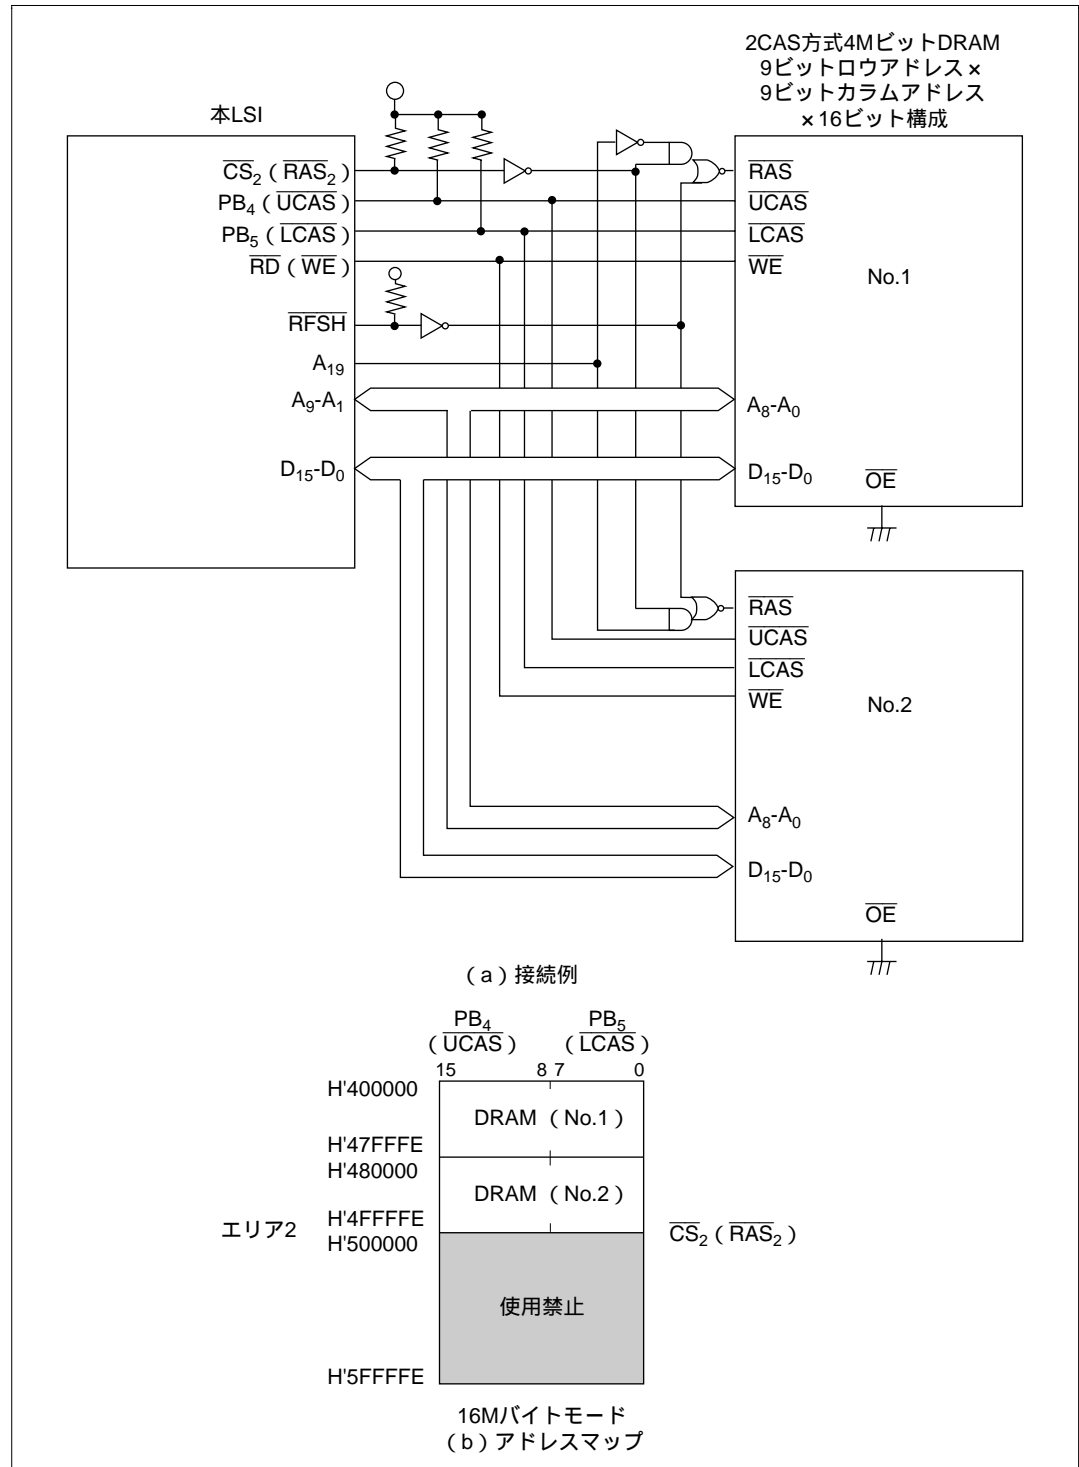 2CAS方式4MビットDRAM
9ビットロウアドレス×
9ビットカラムアドレス
×16ビット構成
本LSI
CS2(RAS2)
PB4(UCAS)
PB5(LCAS)
RD(WE)
RFSH
A19
A9-A1
D15-D0
RAS
UCAS
LCAS
WE
No.1
A8-A0
D15-D0
OE
RAS
UCAS
LCAS
WE
No.2
A8-A0
D15-D0
OE
(a)接続例
PB4 PB5
(UCAS) (LCAS)
15 8 7 0
H'400000
DRAM(No.1)
H'47FFFE
H'480000
DRAM(No.2)
H'4FFFFE
エリア2
H'500000
CS2(RAS2)
使用禁止
H'5FFFFE
16Mバイトモード
(b)アドレスマップ